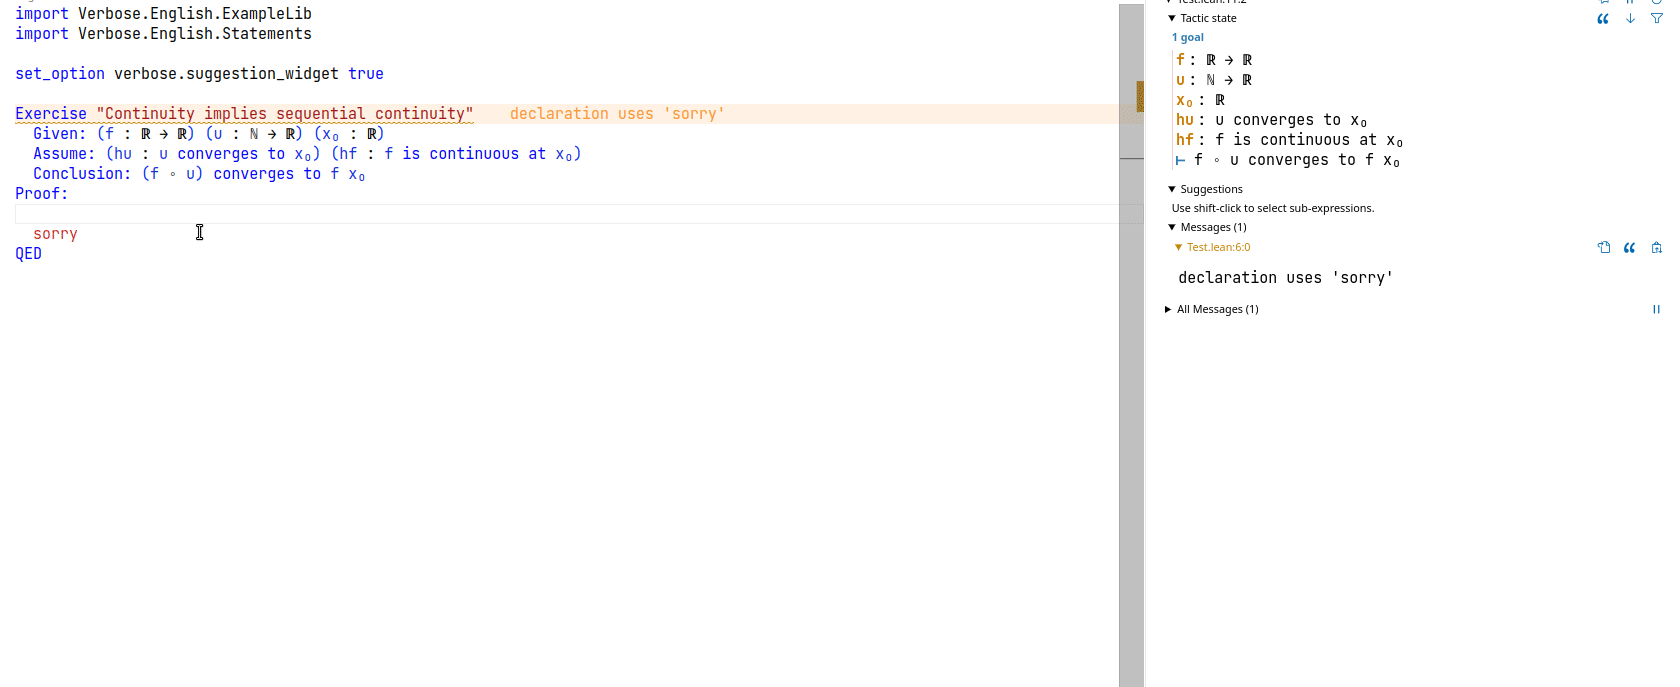 import Verbose.English.ExampleLib
import Verbose.English.Statements
set_option verbose.suggestion_widget true
Exercise "Continuity implies sequential continuity" declaration uses 'sorry'
Given: (f : ℝ → ℝ) (u : ℕ → ℝ) (x₀ : ℝ)
Assume: (hu : u converges to x₀) (hf : f is continuous at x₀)
Conclusion: (f ∘ u) converges to f x₀
Proof:
sorry
QED
Test.lean:11:2
▼ Tactic state
1 goal
f : ℝ → ℝ
u : ℕ → ℝ
x₀ : ℝ
hu : u converges to x₀
hf : f is continuous at x₀
⊢ f ∘ u converges to f x₀
▼ Suggestions
Use shift-click to select sub-expressions.
▼ Messages (1)
▼ Test.lean:6:0
declaration uses 'sorry'
▶ All Messages (1)